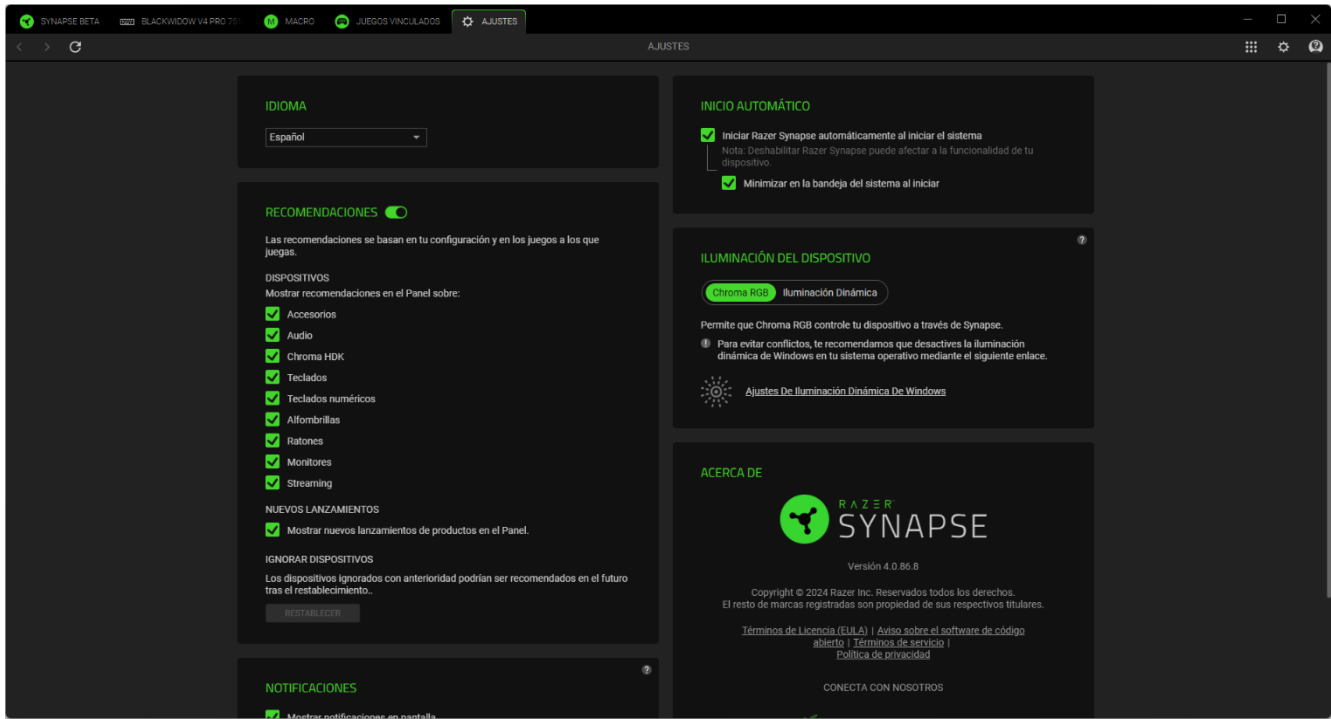 SYNAPSE BETA
BLACKWIDOW V4 PRO 75%
MACRO
JUEGOS VINCULADOS
AJUSTES
AJUSTES
IDIOMA
Español
RECOMENDACIONES
Las recomendaciones se basan en tu configuración y en los juegos a los que
juegas.
DISPOSITIVOS
Mostrar recomendaciones en el Panel sobre:
Accesorios
Audio
Chroma HDK
Teclados
Teclados numéricos
Alfombrillas
Ratones
Monitores
Streaming
NUEVOS LANZAMIENTOS
Mostrar nuevos lanzamientos de productos en el Panel.
IGNORAR DISPOSITIVOS
Los dispositivos ignorados con anterioridad podrían ser recomendados en el futuro
tras el restablecimiento..
RESTABLECER
NOTIFICACIONES
Mostrar notificaciones en pantalla
INICIO AUTOMÁTICO
Iniciar Razer Synapse automáticamente al iniciar el sistema
Nota: Deshabilitar Razer Synapse puede afectar a la funcionalidad de tu
dispositivo.
Minimizar en la bandeja del sistema al iniciar
ILUMINACIÓN DEL DISPOSITIVO
Chroma RGB
Iluminación Dinámica
Permite que Chroma RGB controle tu dispositivo a través de Synapse.
Para evitar conflictos, te recomendamos que desactives la iluminación
dinámica de Windows en tu sistema operativo mediante el siguiente enlace.
Ajustes De Iluminación Dinámica De Windows
ACERCA DE
RAZER
SYNAPSE
Versión 4.0.86.8
Copyright © 2024 Razer Inc. Reservados todos los derechos.
El resto de marcas registradas son propiedad de sus respectivos titulares.
Términos de Licencia (EULA) | Aviso sobre el software de código
abierto | Términos de servicio |
Política de privacidad
CONECTA CON NOSOTROS